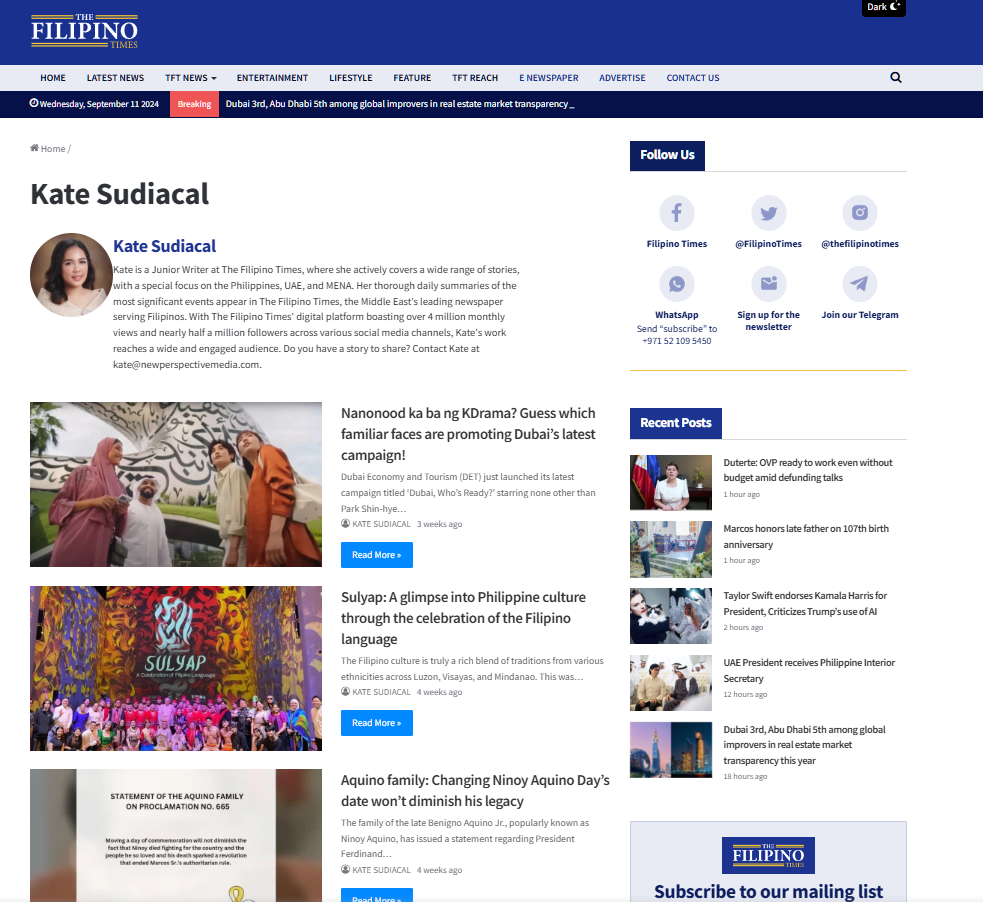 Dark
THE
FILIPINO
TIMES
HOME LATEST NEWS TFT NEWS ENTERTAINMENT LIFESTYLE FEATURE TFT REACH E NEWSPAPER ADVERTISE CONTACT US
Wednesday, September 11 2024 Breaking Dubai 3rd, Abu Dhabi 5th among global improvers in real estate market transparency _
Home /
Kate Sudiacal
Kate Sudiacal
Kate is a Junior Writer at The Filipino Times, where she actively covers a wide range of stories,
with a special focus on the Philippines, UAE, and MENA. Her thorough daily summaries of the
most significant events appear in The Filipino Times, the Middle East's leading newspaper
serving Filipinos. With The Filipino Times' digital platform boasting over 4 million monthly
views and nearly half a million followers across various social media channels, Kate's work
reaches a wide and engaged audience. Do you have a story to share? Contact Kate at
kate@newperspectivemedia.com.
Nanonood ka ba ng KDrama? Guess which
familiar faces are promoting Dubai's latest
campaign!
Dubai Economy and Tourism (DET) just launched its latest
campaign titled 'Dubai, Who's Ready?' starring none other than
Park Shin-hye…
KATE SUDIACAL 3 weeks ago
Read More »
SULYAP
A Celebration of Filipino Languages
Sulyap: A glimpse into Philippine culture
through the celebration of the Filipino
language
The Filipino culture is truly a rich blend of traditions from various
ethnicities across Luzon, Visayas, and Mindanao. This was…
KATE SUDIACAL 4 weeks ago
Read More »
STATEMENT OF THE AQUINO FAMILY
ON PROCLAMATION NO. 665
Moving a day of commemoration will not diminish the
fact that Ninoy died fighting for the country and the
people he so loved and his death sparked a revolution
that ended Marcos Sr.'s authoritarian rule.
Aquino family: Changing Ninoy Aquino Day's
date won't diminish his legacy
The family of the late Benigno Aquino Jr., popularly known as
Ninoy Aquino, has issued a statement regarding President
Ferdinand…
KATE SUDIACAL 4 weeks ago
Read More »
Follow Us
Filipino Times @FilipinoTimes @thefilipinotimes
WhatsApp
Send "subscribe" to
+971 52 109 5450
Sign up for the
newsletter
Join our Telegram
Recent Posts
Duterte: OVP ready to work even without
budget amid defunding talks
1 hour ago
Marcos honors late father on 107th birth
anniversary
1 hour ago
Taylor Swift endorses Kamala Harris for
President, Criticizes Trump's use of AI
2 hours ago
UAE President receives Philippine Interior
Secretary
12 hours ago
Dubai 3rd, Abu Dhabi 5th among global
improvers in real estate market
transparency this year
18 hours ago
THE
FILIPINO
TIMES
Subscribe to our mailing list